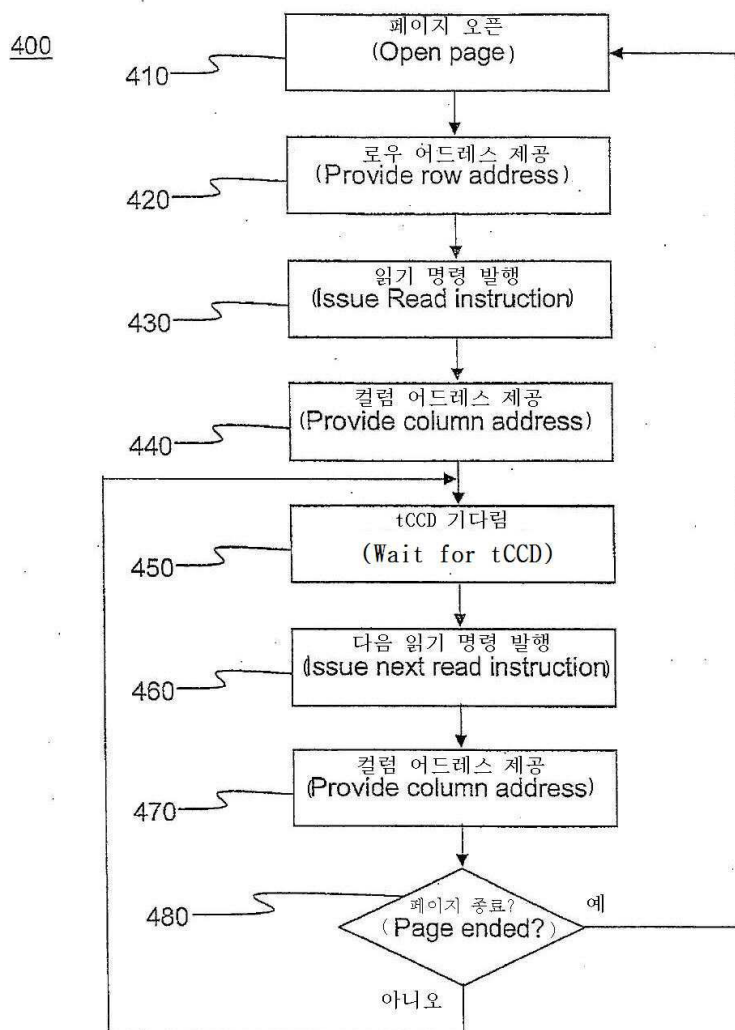 400
페이지 오픈
(Open page)
410
로우 어드레스 제공
(Provide row address)
420
읽기 명령 발행
(Issue Read instruction)
430
컬럼 어드레스 제공
(Provide column address)
440
tCCD 기다림
(Wait for tCCD)
450
다음 읽기 명령 발행
(Issue next read instruction)
460
컬럼 어드레스 제공
(Provide column address)
470
페이지 종료?
(Page ended?)
480
예
아니오